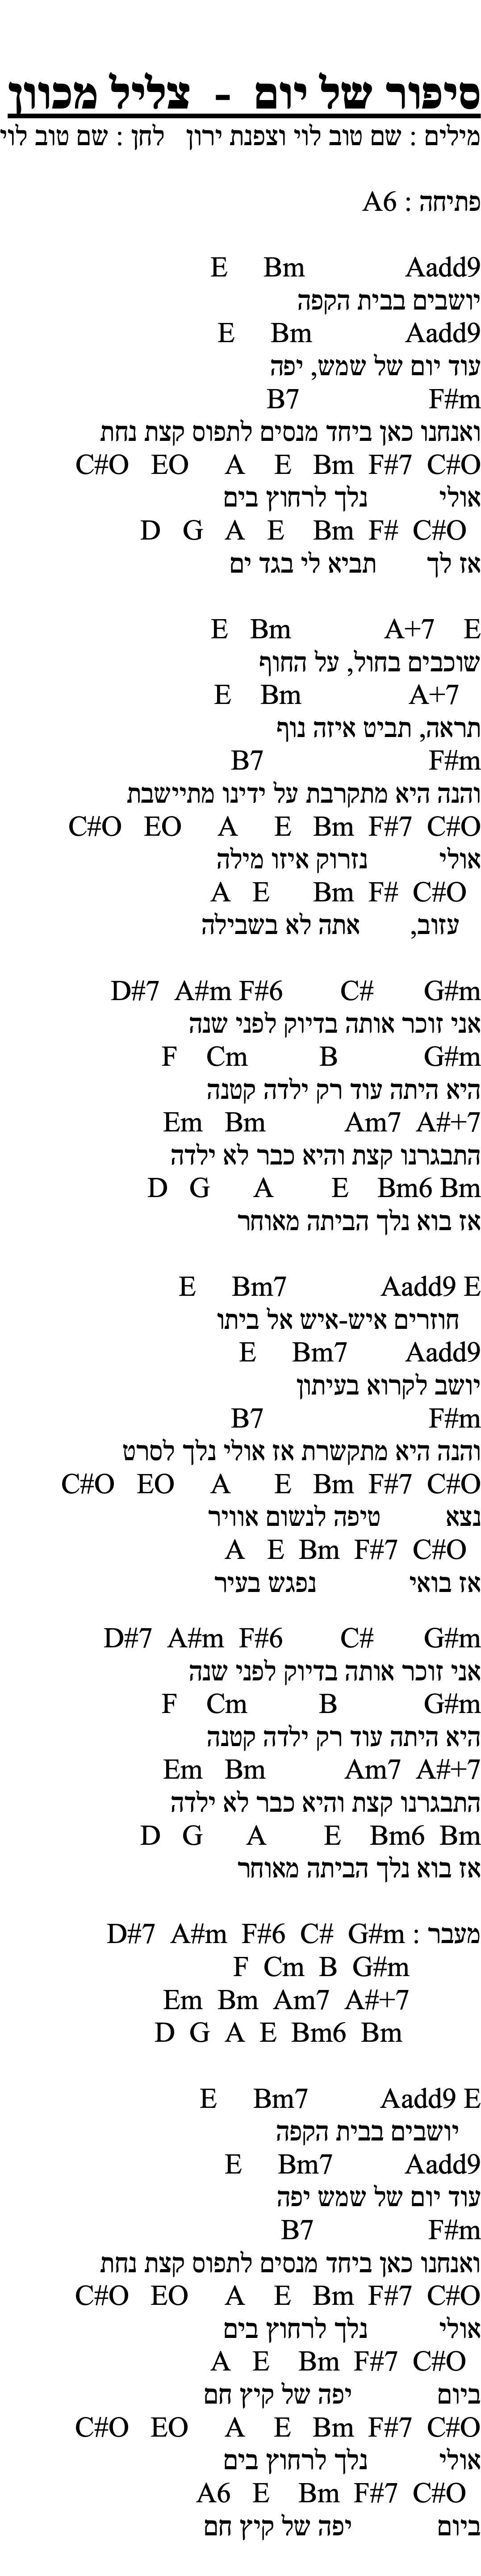 סיפור של יום - צליל מכוון
מילים : שם טוב לוי וצפנת ירון לחן : שם טוב לוי
פתיחה : A6
E Bm Aadd9
יושבים בבית הקפה
E Bm Aadd9
עוד יום של שמש, יפה
B7 F#m
ואנחנו כאן ביחד מנסים לתפוס קצת נחת
C#O EO A E Bm F#7 C#O
אולי נלך לרחוץ בים
D G A E Bm F# C#O
אז לך תביא לי בגד ים
E Bm A+7 E
שוכבים בחול, על החוף
E Bm A+7
תראה, תביט איזה נוף
B7 F#m
והנה היא מתקרבת על ידינו מתיישבת
C#O EO A E Bm F#7 C#O
אולי נזרוק איזו מילה
A E Bm F# C#O
עזוב, אתה לא בשבילה
D#7 A#m F#6 C# G#m
אני זוכר אותה בדיוק לפני שנה
F Cm B G#m
היא היתה עוד רק ילדה קטנה
Em Bm Am7 A#+7
התבגרנו קצת והיא כבר לא ילדה
D G A E Bm6 Bm
אז בוא נלך הביתה מאוחר
E Bm7 Aadd9 E
חוזרים איש-איש אל ביתו
E Bm7 Aadd9
יושב לקרוא בעיתון
B7 F#m
והנה היא מתקשרת אז אולי נלך לסרט
C#O EO A E Bm F#7 C#O
נצא טיפה לנשום אוויר
A E Bm F#7 C#O
אז בואי נפגש בעיר
D#7 A#m F#6 C# G#m
אני זוכר אותה בדיוק לפני שנה
F Cm B G#m
היא היתה עוד רק ילדה קטנה
Em Bm Am7 A#+7
התבגרנו קצת והיא כבר לא ילדה
D G A E Bm6 Bm
אז בוא נלך הביתה מאוחר
מעבר : D#7 A#m F#6 C# G#m
F Cm B G#m
Em Bm Am7 A#+7
D G A E Bm6 Bm
E Bm7 Aadd9 E
יושבים בבית הקפה
E Bm7 Aadd9
עוד יום של שמש יפה
B7 F#m
ואנחנו כאן ביחד מנסים לתפוס קצת נחת
C#O EO A E Bm F#7 C#O
אולי נלך לרחוץ בים
A E Bm F#7 C#O
ביום יפה של קיץ חם
C#O EO A E Bm F#7 C#O
אולי נלך לרחוץ בים
A6 E Bm F#7 C#O
ביום יפה של קיץ חם